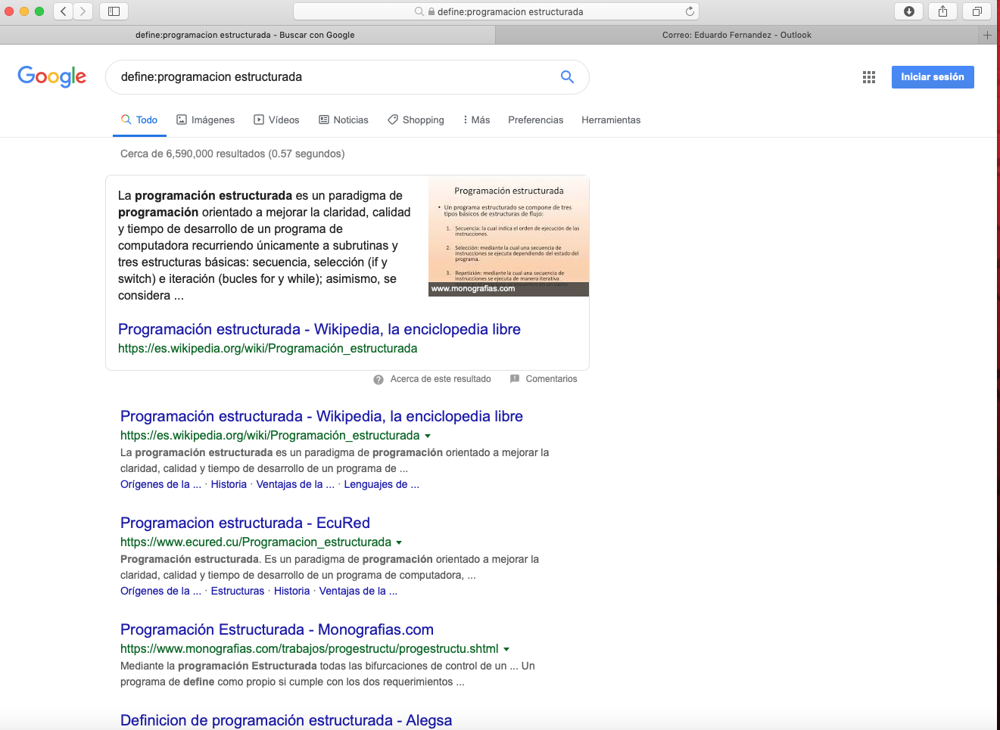 define:programacion estructurada
define:programacion estructurada - Buscar con Google
Correo: Eduardo Fernandez - Outlook
Google
define:programacion estructurada
Iniciar sesión
Todo
Imágenes
Vídeos
Noticias
Shopping
Más
Preferencias
Herramientas
Cerca de 6,590,000 resultados (0.57 segundos)
La programación estructurada es un paradigma de
programación orientado a mejorar la claridad, calidad
y tiempo de desarrollo de un programa de
computadora recurriendo únicamente a subrutinas y
tres estructuras básicas: secuencia, selección (if y
switch) e iteración (bucles for y while); asimismo, se
considera ...
Programación estructurada
• Un programa estructurado se compone de tres
tipos básicos de estructuras de flujo:
1. Secuencia: la cual indica el orden de ejecución de las
instrucciones.
2. Selección: mediante la cual una secuencia de
instrucciones se ejecuta dependiendo del estado del
programa.
3. Repetición: mediante la cual una secuencia de
instrucciones se ejecuta de manera iterativa
www.monografias.com
Programación estructurada - Wikipedia, la enciclopedia libre
https://es.wikipedia.org/wiki/Programación_estructurada
Acerca de este resultado
Comentarios
Programación estructurada - Wikipedia, la enciclopedia libre
https://es.wikipedia.org/wiki/Programación_estructurada
La programación estructurada es un paradigma de programación orientado a mejorar la
claridad, calidad y tiempo de desarrollo de un programa de ...
Orígenes de la ... · Historia · Ventajas de la ... · Lenguajes de ...
Programacion estructurada - EcuRed
https://www.ecured.cu/Programacion_estructurada
Programación estructurada. Es un paradigma de programación orientado a mejorar la
claridad, calidad y tiempo de desarrollo de un programa de computadora, ...
Orígenes de la ... · Estructuras · Historia · Ventajas de la ...
Programación Estructurada - Monografias.com
https://www.monografias.com/trabajos/progestructu/progestructu.shtml
Mediante la programación Estructurada todas las bifurcaciones de control de un ... Un
programa de define como propio si cumple con los dos requerimientos ...
Definicion de programación estructurada - Alegsa